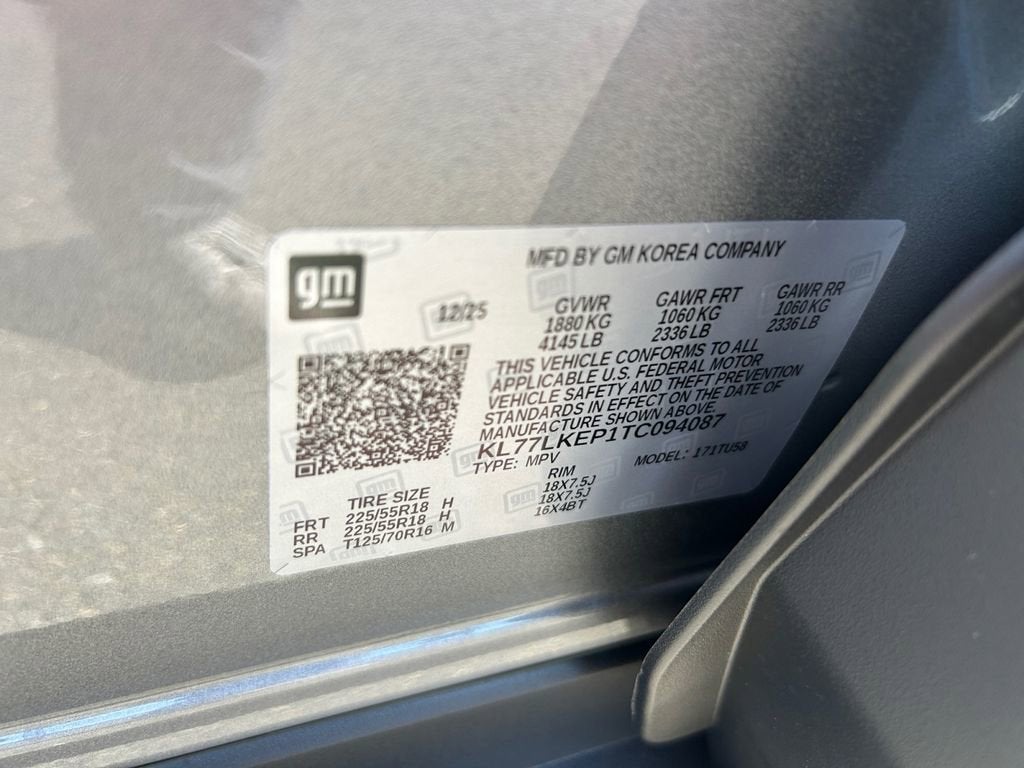 gm
MFD BY GM KOREA COMPANY
12/25
GVWR
1880 KG
4145 LB
GAWR FRT
1060 KG
2336 LB
GAWR RR
1060 KG
2336 LB
THIS VEHICLE CONFORMS TO ALL
APPLICABLE U.S. FEDERAL MOTOR
VEHICLE SAFETY AND THEFT PREVENTION
STANDARDS IN EFFECT ON THE DATE OF
MANUFACTURE SHOWN ABOVE.
KL77LKEP1TC094087
TYPE: MPV
MODEL: 171TU58
TIRE SIZE
RIM
FRT 225/55R18 H 18X7.5J
RR 225/55R18 H 18X7.5J
SPA T125/70R16 M 16X4BT